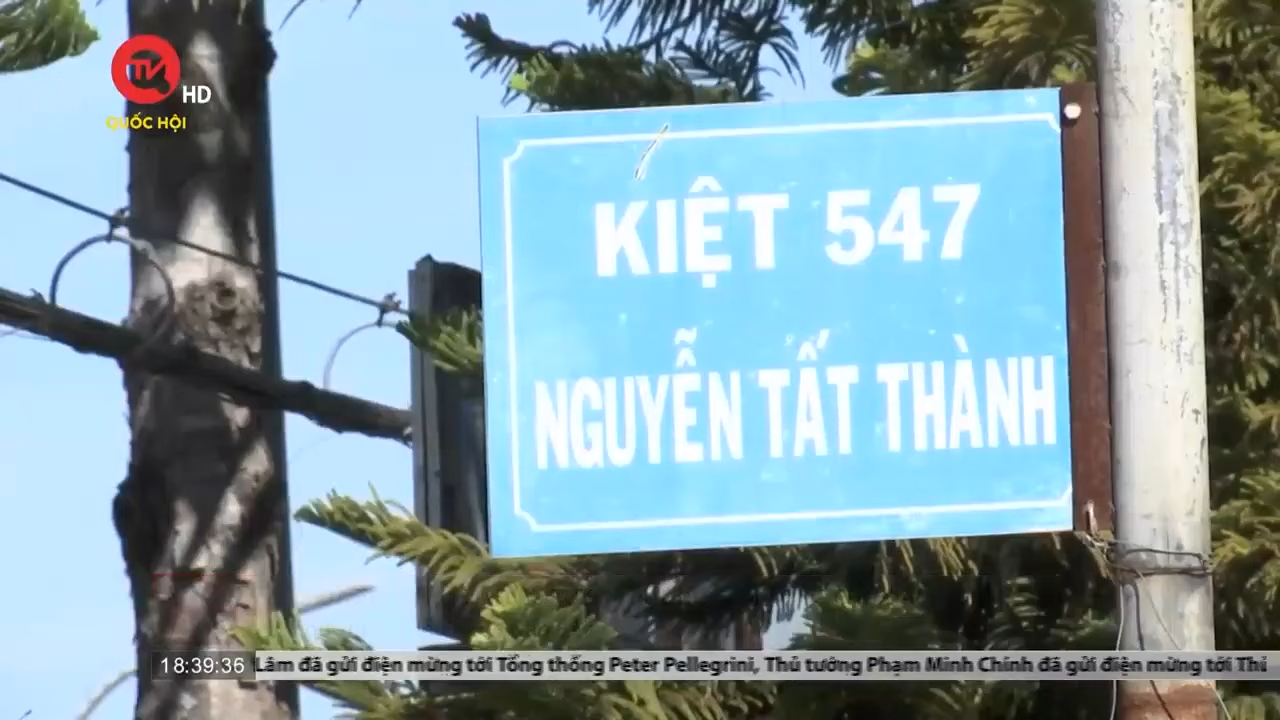 TV
HD
QUỐC HỘI
KIỆT 547
NGUYỄN TẤT THÀNH
18:39:36
Lâm đã gửi điện mừng tới Tổng thống Peter Pellegrini, Thủ tướng Phạm Minh Chính đã gửi điện mừng tới Thủ